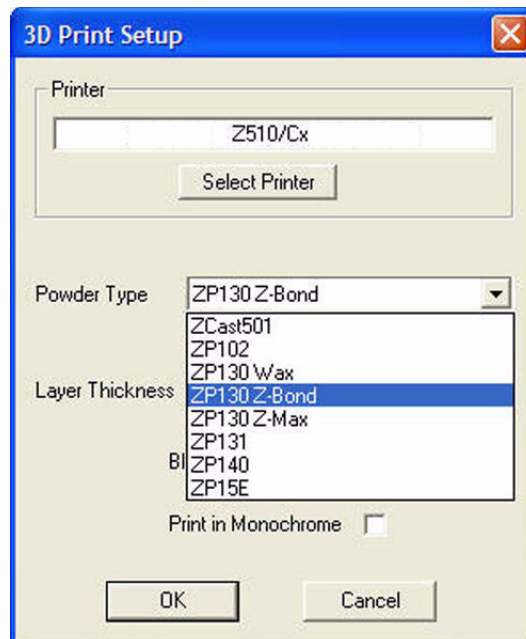 3D Print Setup
Printer
Z510/Cx
Select Printer
Powder Type
ZP130 Z-Bond
ZCast501
ZP102
ZP130 Wax
Layer Thickness
ZP130 Z-Bond
ZP130 Z-Max
ZP131
ZP140
ZP15E
Print in Monochrome
OK
Cancel